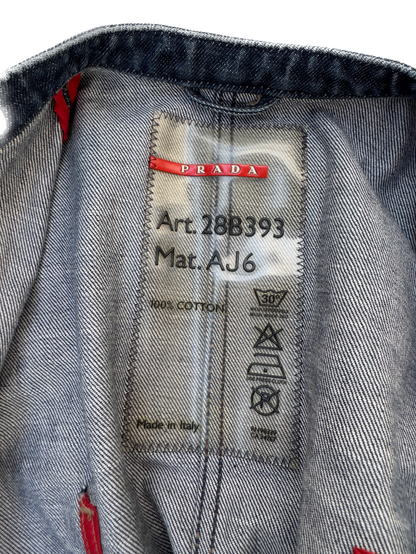 PRADA
Art. 28B393
Mat. AJ6
100% COTTON
30°
Made in Italy